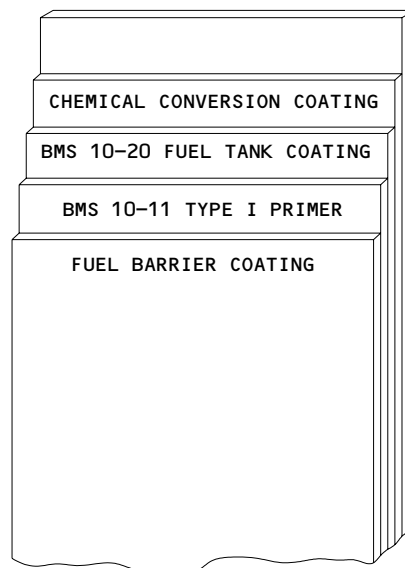 CHEMICAL CONVERSION COATING
BMS 10-20 FUEL TANK COATING
BMS 10-11 TYPE I PRIMER
FUEL BARRIER COATING